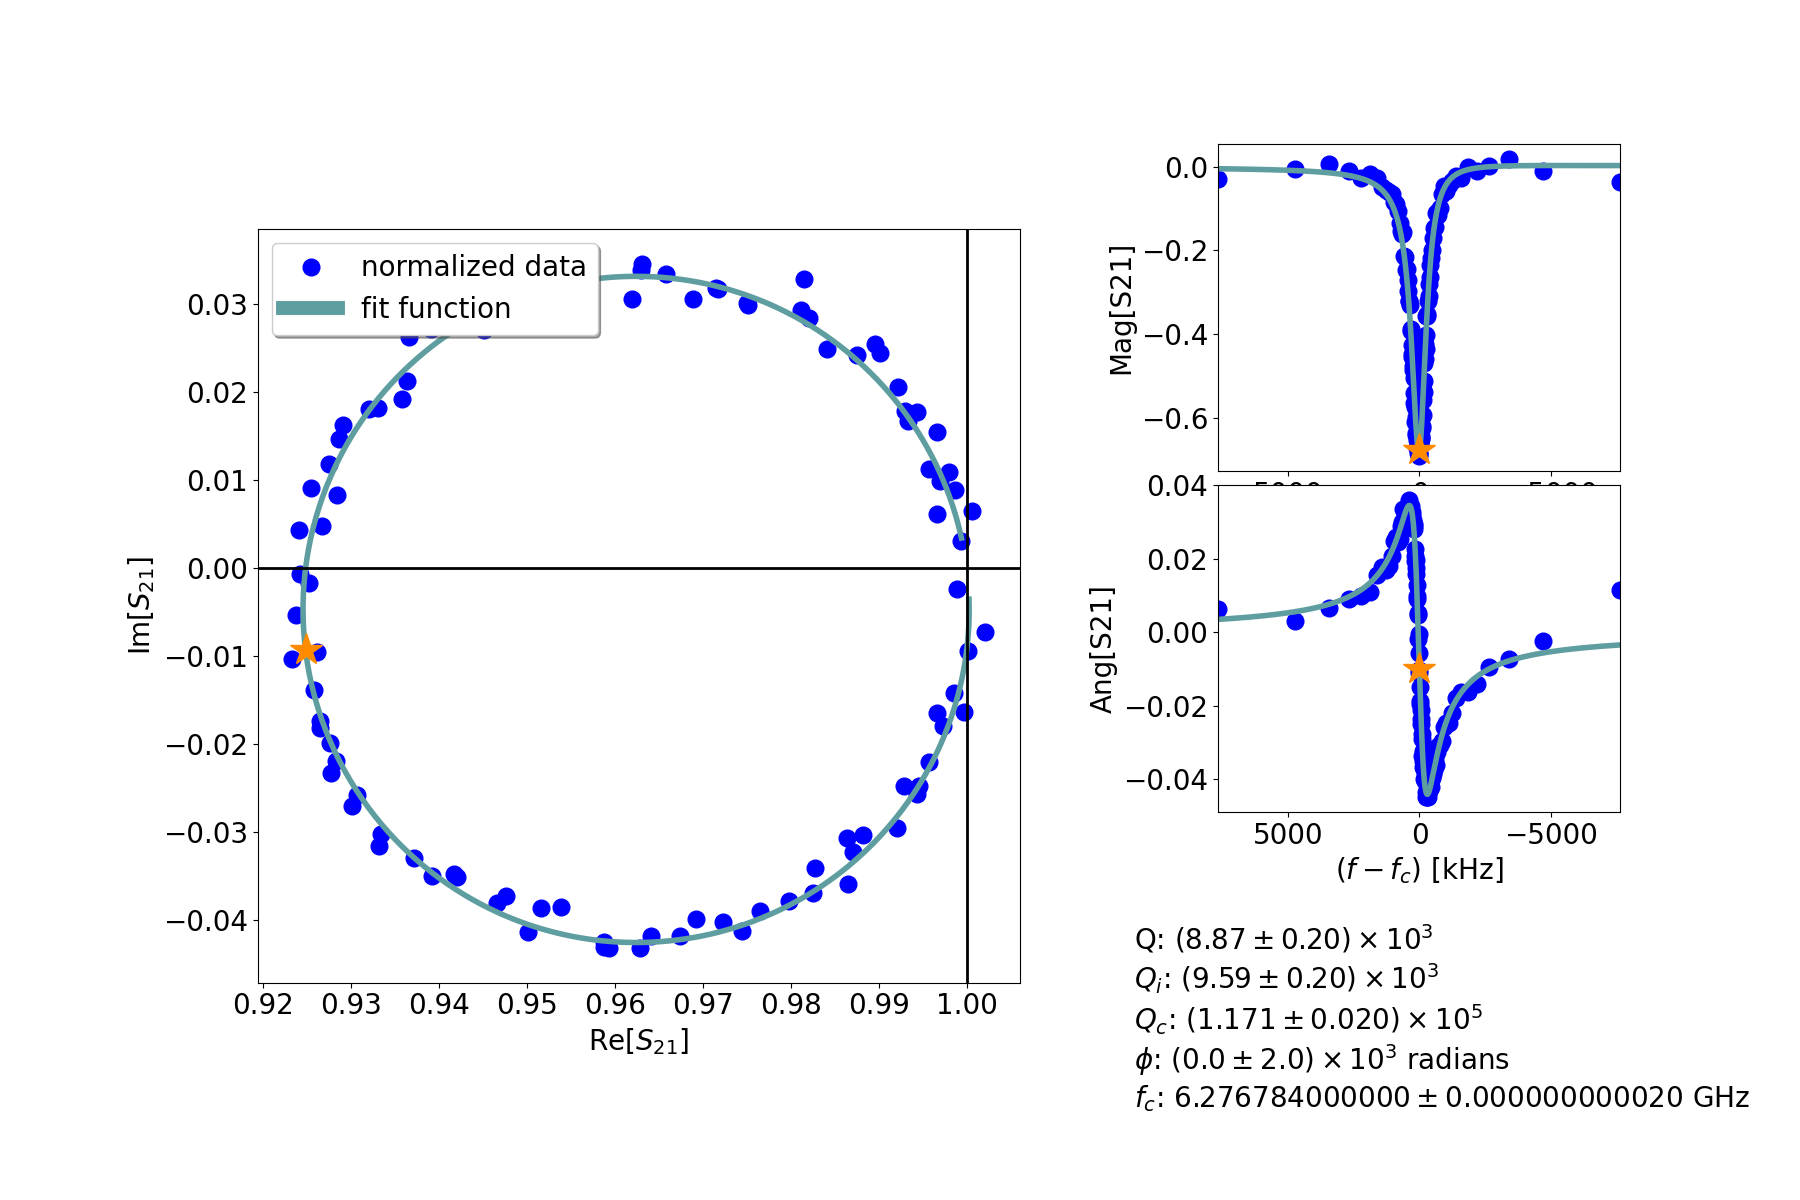 normalized data
fit function
0.03
0.02
0.01
0.00
−0.01
−0.02
−0.03
−0.04
0.92 0.93 0.94 0.95 0.96 0.97 0.98 0.99 1.00
Re[S21]
Im[S21]
0.0
−0.2
−0.4
−0.6
Mag[S21]
0.04
0.02
0.00
−0.02
−0.04
Ang[S21]
5000 0 −5000
(f − fc) [kHz]
Q: (8.87 ± 0.20) × 10³
Qi: (9.59 ± 0.20) × 10³
Qc: (1.171 ± 0.020) × 10⁵
ϕ: (0.0 ± 2.0) × 10³ radians
fc: 6.276784000000 ± 0.000000000020 GHz